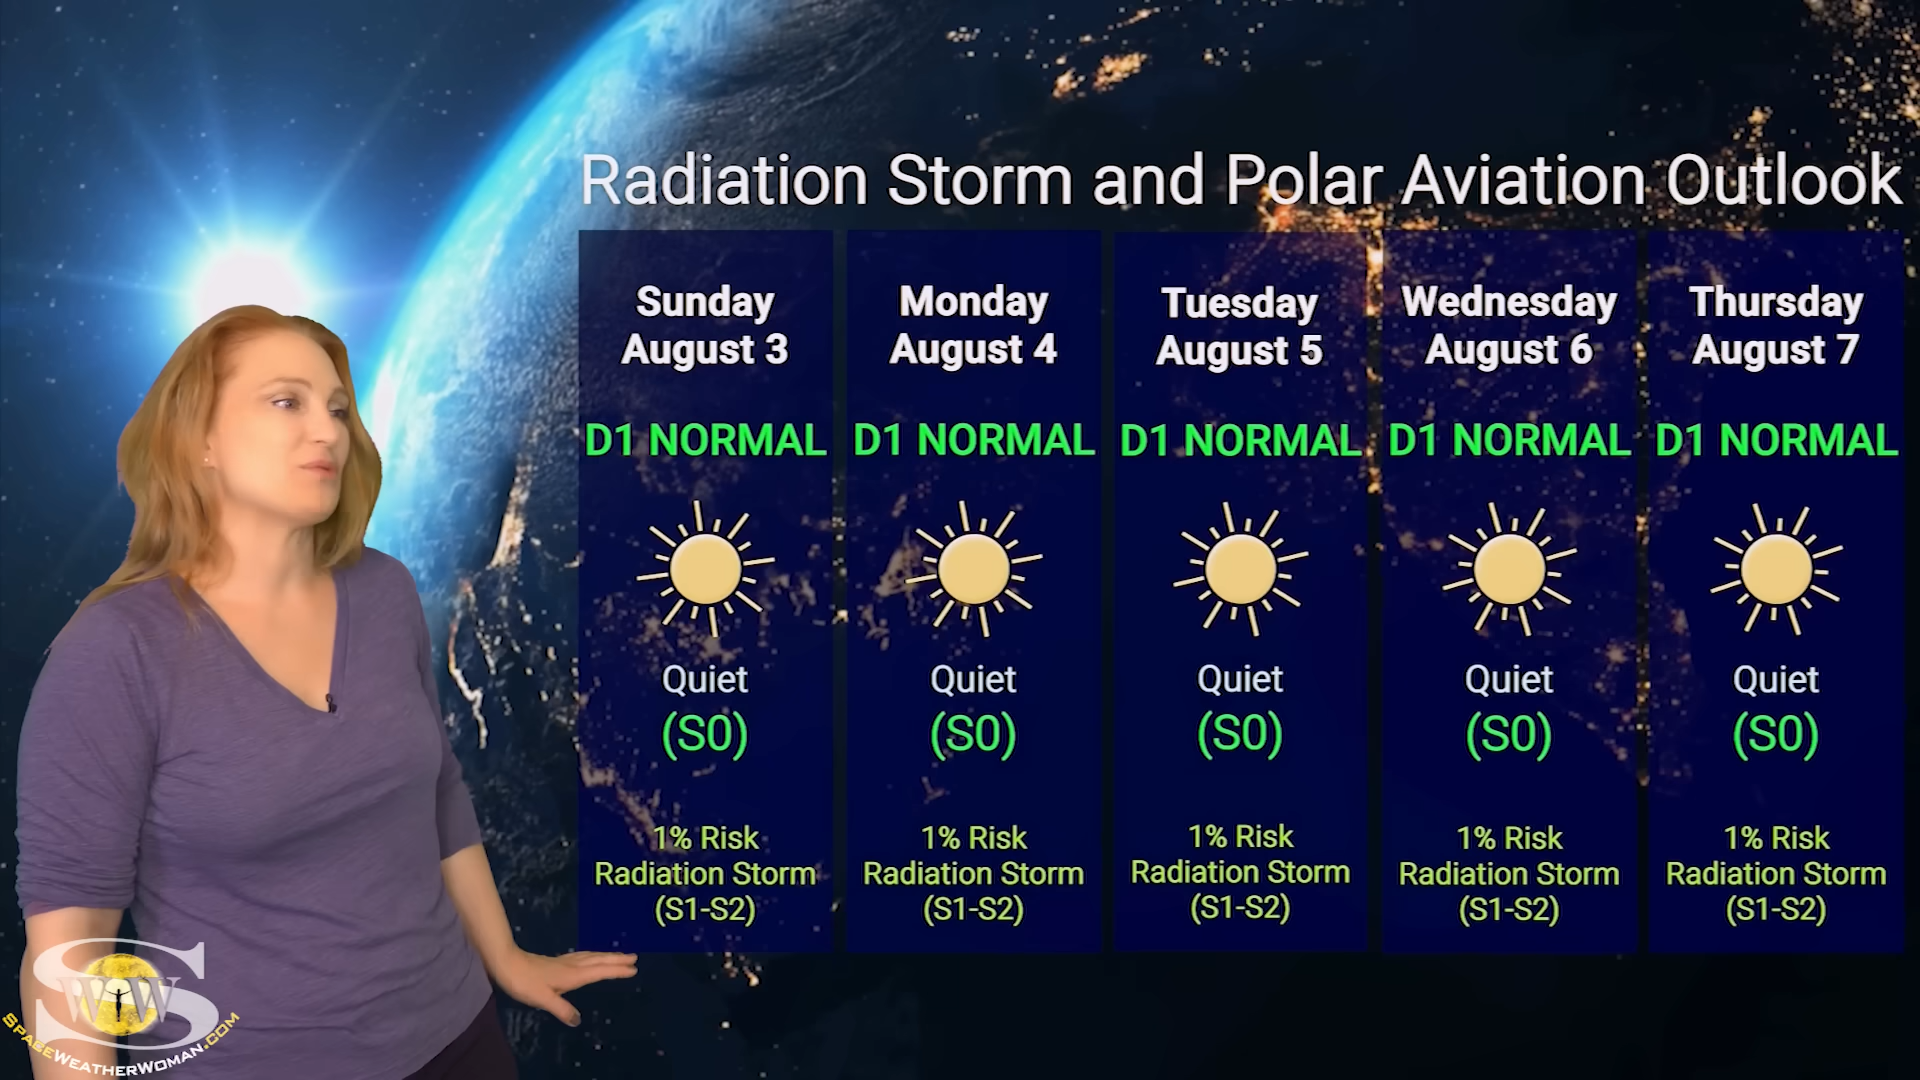 Radiation Storm and Polar Aviation Outlook
Sunday
August 3
D1 NORMAL
Quiet
(S0)
1% Risk
Radiation Storm
(S1-S2)
Monday
August 4
D1 NORMAL
Quiet
(S0)
1% Risk
Radiation Storm
(S1-S2)
Tuesday
August 5
D1 NORMAL
Quiet
(S0)
1% Risk
Radiation Storm
(S1-S2)
Wednesday
August 6
D1 NORMAL
Quiet
(S0)
1% Risk
Radiation Storm
(S1-S2)
Thursday
August 7
D1 NORMAL
Quiet
(S0)
1% Risk
Radiation Storm
(S1-S2)
SWW
SPACEWEATHERWOMAN.COM